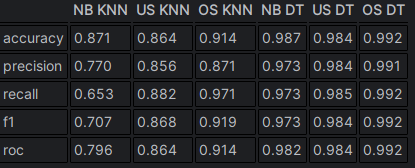 NB KNN US KNN OS KNN NB DT US DT OS DT
accuracy 0.871 0.864 0.914 0.987 0.984 0.992
precision 0.770 0.856 0.871 0.973 0.984 0.991
recall 0.653 0.882 0.971 0.973 0.985 0.992
f1 0.707 0.868 0.919 0.973 0.984 0.992
roc 0.796 0.864 0.914 0.982 0.984 0.992